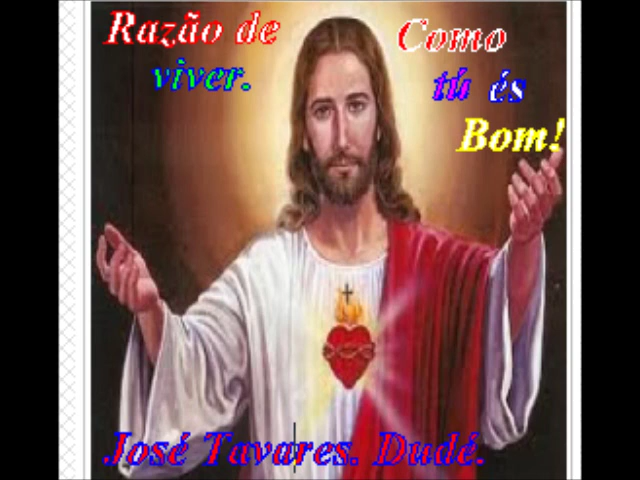 Razão de
viver.
Como
tú és
Bom!
José Tavares. Dudé.